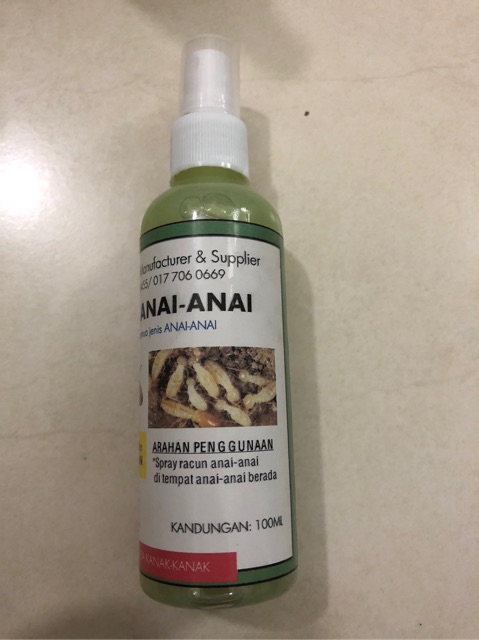 Manufacturer & Supplier
017 706 0669
ANAI-ANAI
jenis ANAI-ANAI
ARAHAN PENGGUNAAN
*Spray racun anai-anai
di tempat anai-anai berada
KANDUNGAN: 100ML
KANAK-KANAK